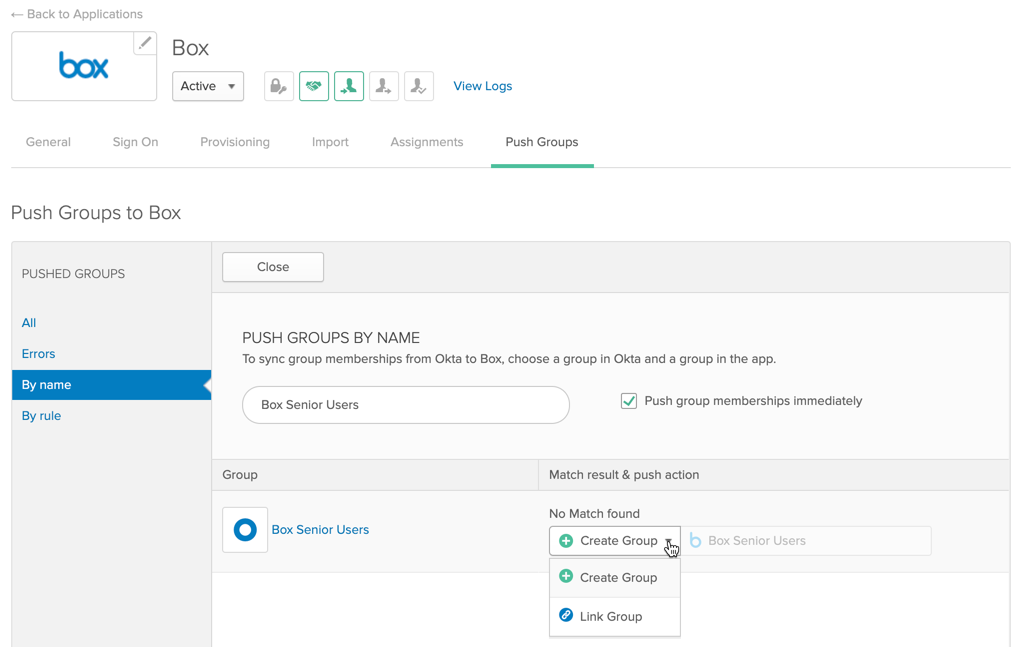 ← Back to Applications
box
Box
Active
View Logs
General Sign On Provisioning Import Assignments Push Groups
Push Groups to Box
PUSHED GROUPS
All
Errors
By name
By rule
Close
PUSH GROUPS BY NAME
To sync group memberships from Okta to Box, choose a group in Okta and a group in the app.
Box Senior Users
Push group memberships immediately
Group Match result & push action
Box Senior Users
No Match found
Create Group b Box Senior Users
Create Group
Link Group